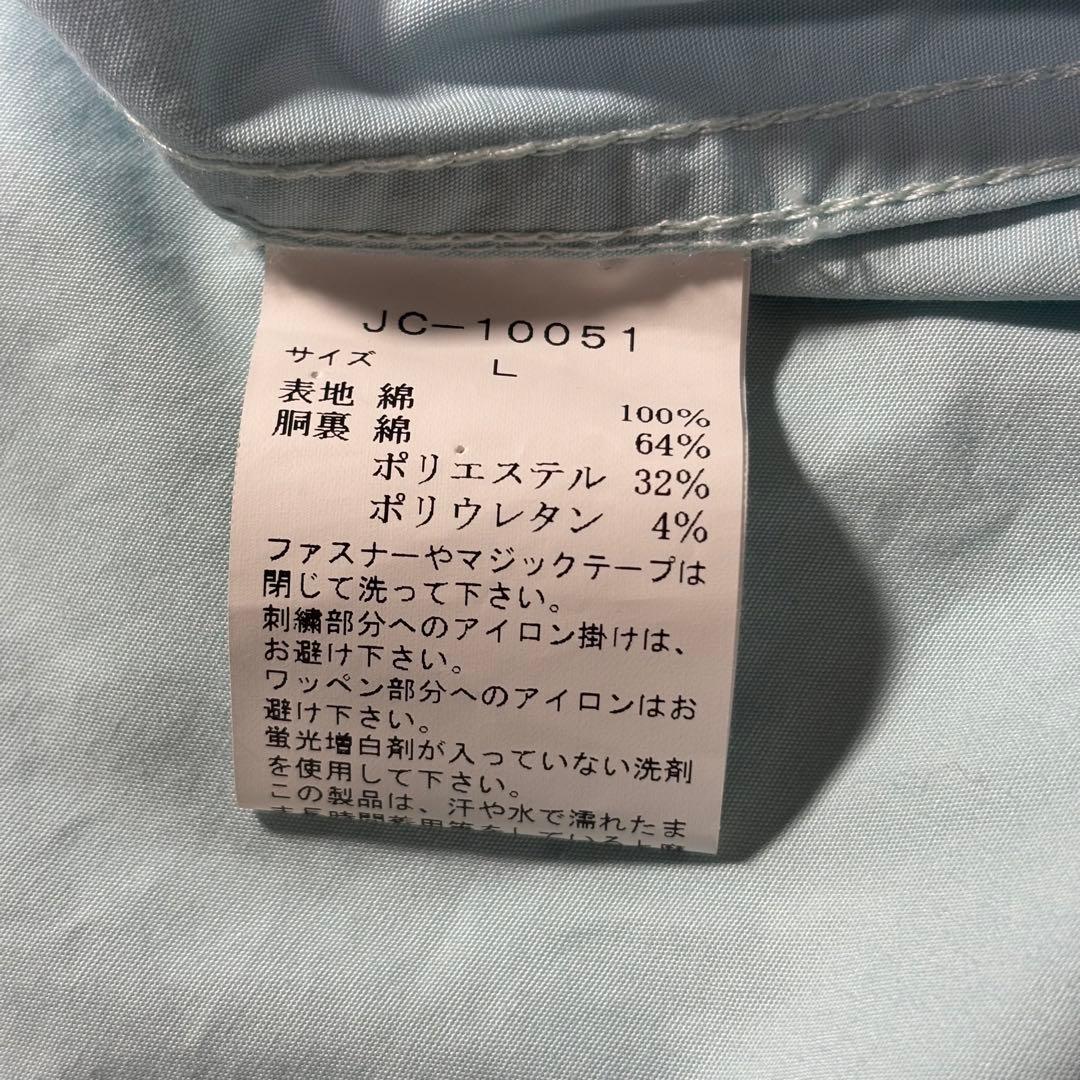 JC-10051
サイズ L
表地 綿 100%
胴裏 綿 64%
ポリエステル 32%
ポリウレタン 4%
ファスナーやマジックテープは
閉じて洗って下さい。
刺繍部分へのアイロン掛けは、
お避け下さい。
ワッペン部分へのアイロンはお
避け下さい。
蛍光増白剤が入っていない洗剤
を使用して下さい。
この製品は、汗や水で濡れたま